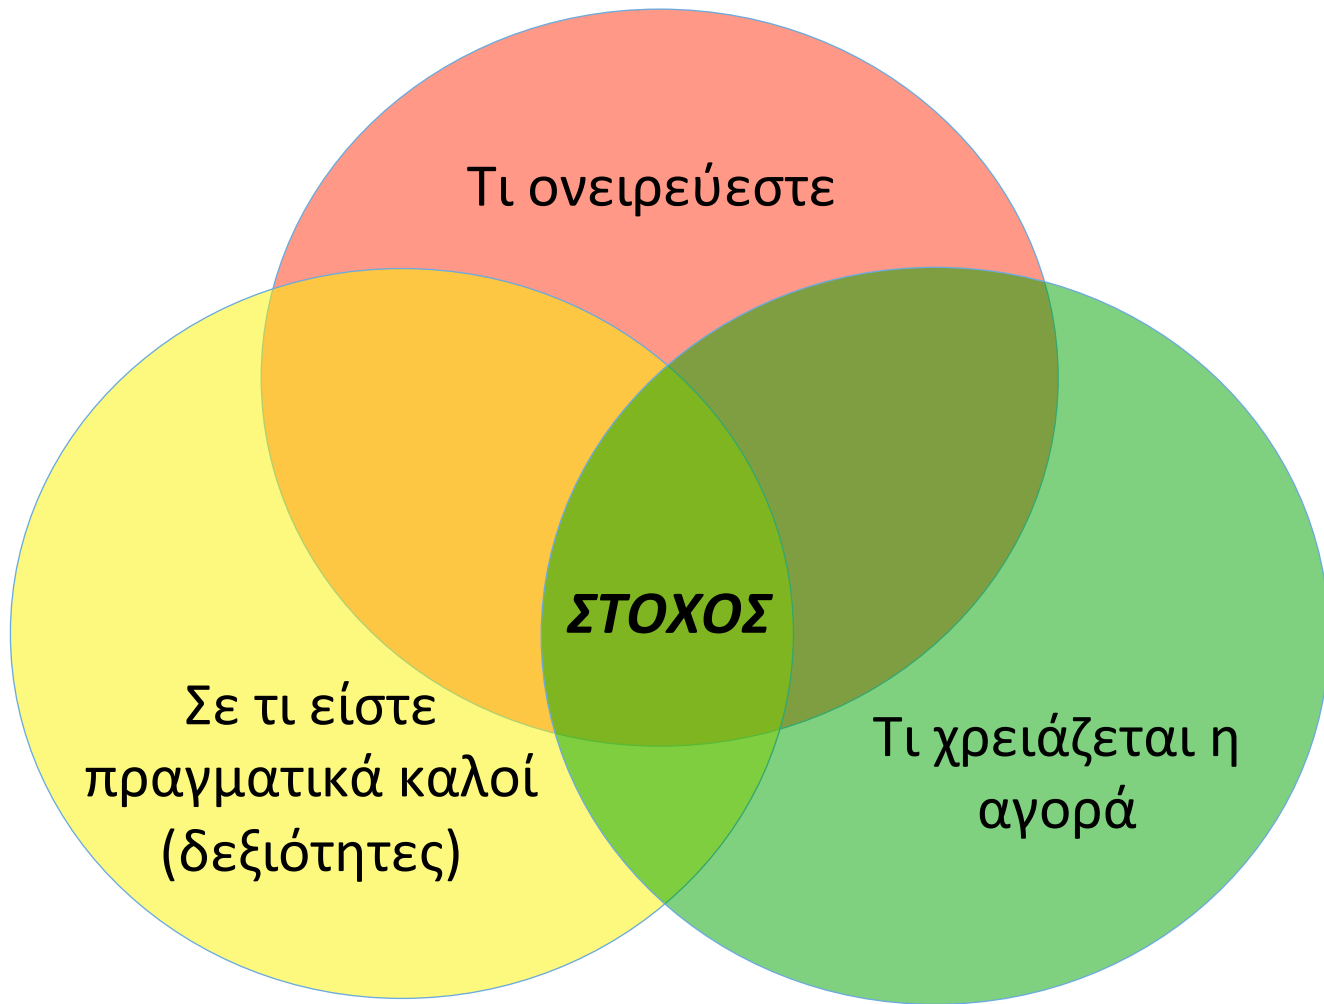 Τι ονειρεύεστε
ΣΤΟΧΟΣ
Σε τι είστε
πραγματικά καλοί
(δεξιότητες)
Τι χρειάζεται η
αγορά